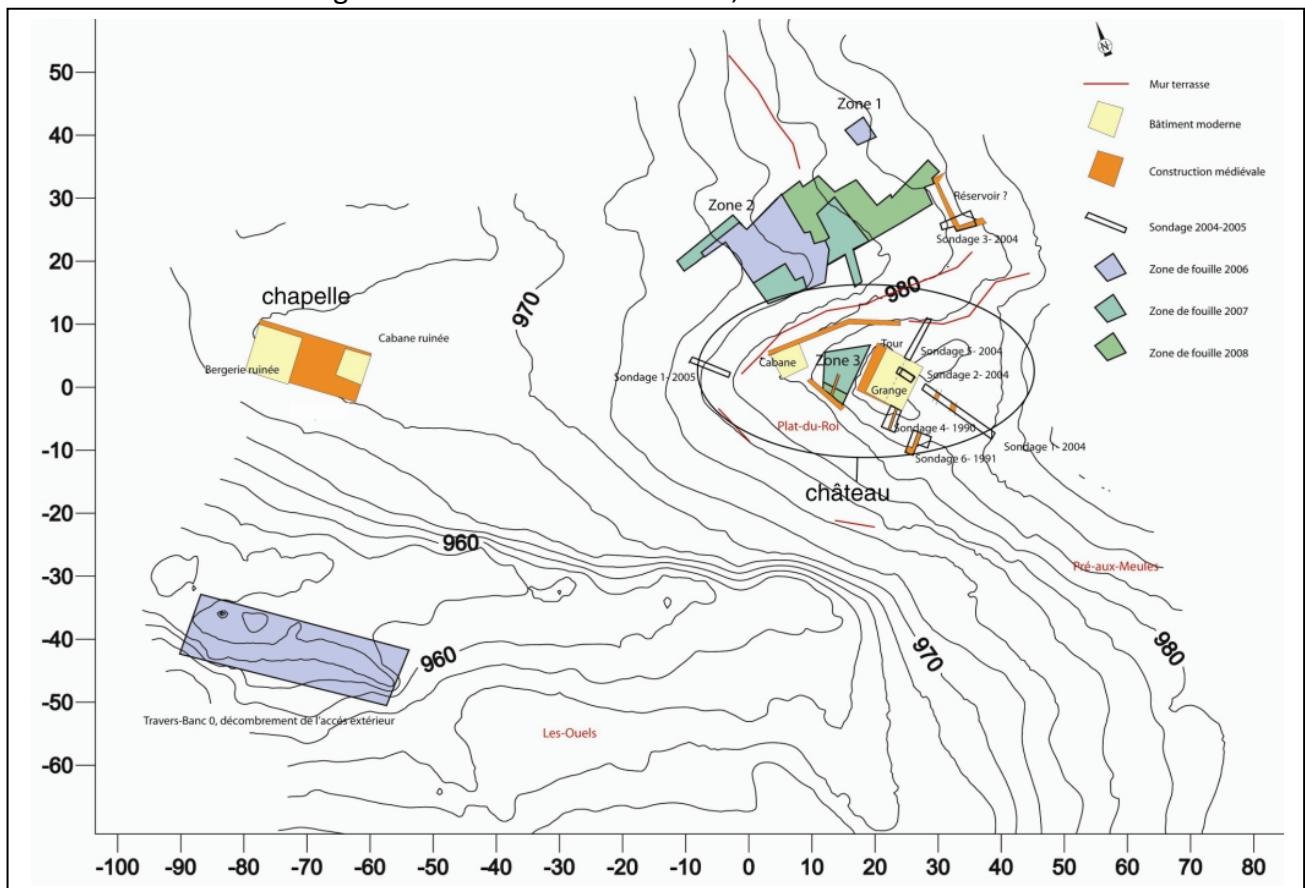 50
40
30
20
10
0
-10
-20
-30
-40
-50
-60
-100 -90 -80 -70 -60 -50 -40 -30 -20 -10 0 10 20 30 40 50 60 70 80
N
Mur terrasse
Bâtiment moderne
Construction médiévale
Sondage 2004-2005
Zone de fouille 2006
Zone de fouille 2007
Zone de fouille 2008
Zone 1
Zone 2
Réservoir ?
Sondage 3- 2004
980
970
chapelle
Cabane ruinée
Bergerie ruinée
Sondage 1- 2005
Cabane
Zone 3
Tour
Sondage 5- 2004
Sondage 2- 2004
Grange
Plat-du-Roi
Sondage 4- 1990
Sondage 1- 2004
Sondage 6- 1991
château
960
Pré-aux-Meules
980
970
960
Travers-Banc 0, décombrement de l'accés extérieur
Les-Ouels